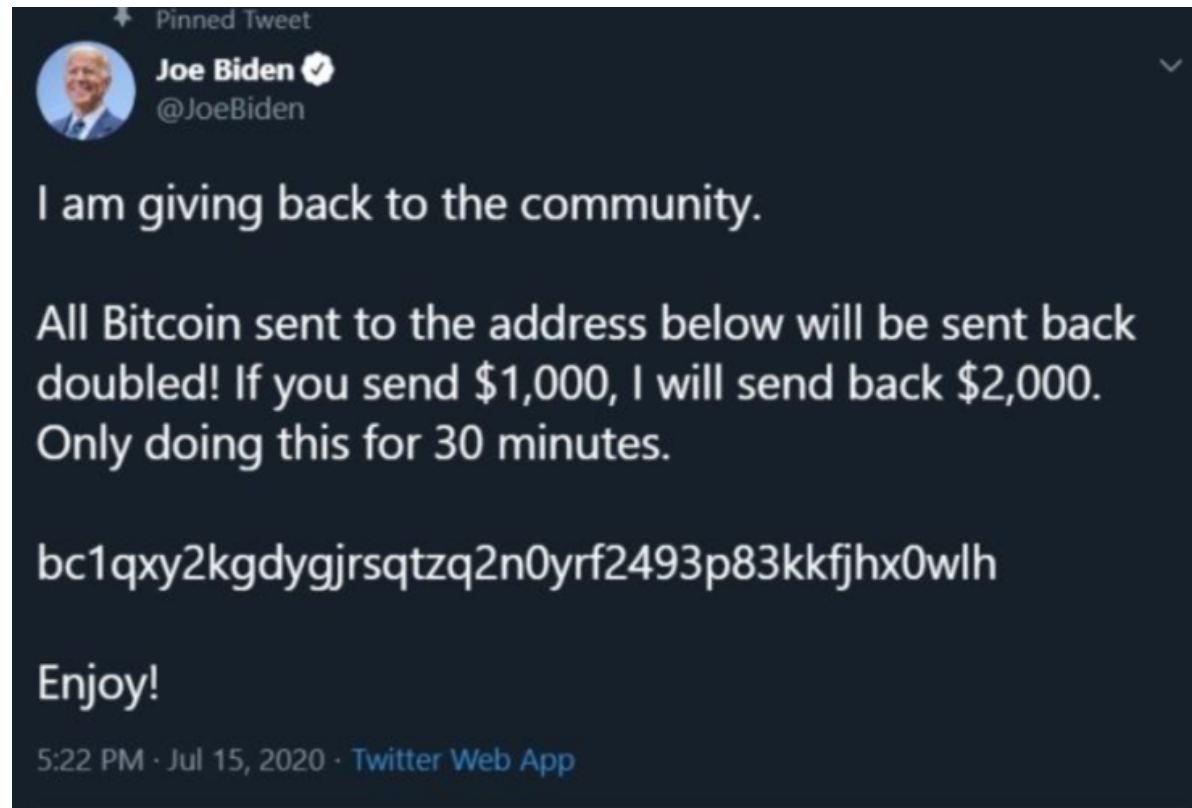 Pinned Tweet
Joe Biden
@JoeBiden
I am giving back to the community.
All Bitcoin sent to the address below will be sent back
doubled! If you send $1,000, I will send back $2,000.
Only doing this for 30 minutes.
bc1qxy2kgdygjrsqtzq2n0yrf2493p83kkfjhx0wlh
Enjoy!
5:22 PM · Jul 15, 2020 · Twitter Web App